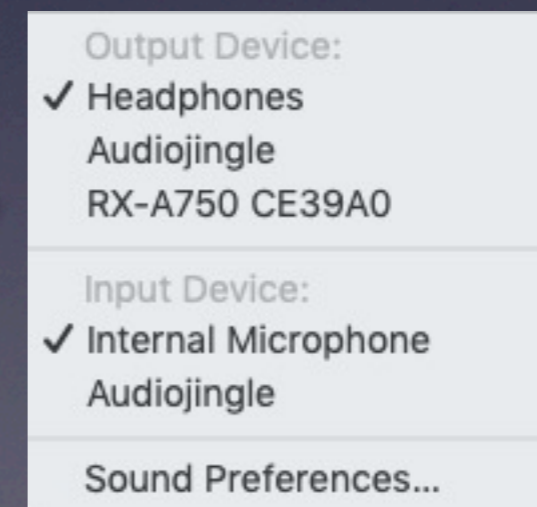 Output Device:
✓ Headphones
Audiojingle
RX-A750 CE39A0
Input Device:
✓ Internal Microphone
Audiojingle
Sound Preferences...